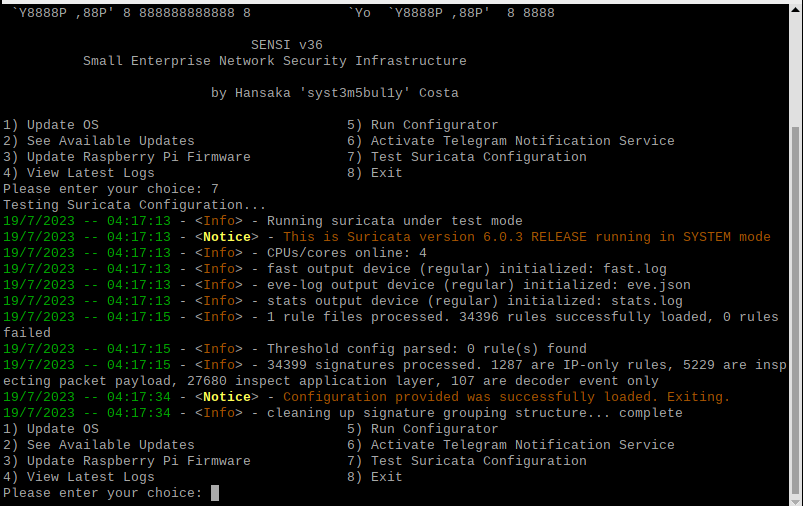 `Y8888P ,88P' 8 888888888888 8 `Yo `Y8888P ,88P' 8 8888
SENSI v36
Small Enterprise Network Security Infrastructure
by Hansaka 'syst3m5bul1y' Costa
1) Update OS 5) Run Configurator
2) See Available Updates 6) Activate Telegram Notification Service
3) Update Raspberry Pi Firmware 7) Test Suricata Configuration
4) View Latest Logs 8) Exit
Please enter your choice: 7
Testing Suricata Configuration...
19/7/2023 -- 04:17:13 - <Info> - Running suricata under test mode
19/7/2023 -- 04:17:13 - <Notice> - This is Suricata version 6.0.3 RELEASE running in SYSTEM mode
19/7/2023 -- 04:17:13 - <Info> - CPUs/cores online: 4
19/7/2023 -- 04:17:13 - <Info> - fast output device (regular) initialized: fast.log
19/7/2023 -- 04:17:13 - <Info> - eve-log output device (regular) initialized: eve.json
19/7/2023 -- 04:17:13 - <Info> - stats output device (regular) initialized: stats.log
19/7/2023 -- 04:17:15 - <Info> - 1 rule files processed. 34396 rules successfully loaded, 0 rules
failed
19/7/2023 -- 04:17:15 - <Info> - Threshold config parsed: 0 rule(s) found
19/7/2023 -- 04:17:15 - <Info> - 34399 signatures processed. 1287 are IP-only rules, 5229 are insp
ecting packet payload, 27680 inspect application layer, 107 are decoder event only
19/7/2023 -- 04:17:34 - <Notice> - Configuration provided was successfully loaded. Exiting.
19/7/2023 -- 04:17:34 - <Info> - cleaning up signature grouping structure... complete
1) Update OS 5) Run Configurator
2) See Available Updates 6) Activate Telegram Notification Service
3) Update Raspberry Pi Firmware 7) Test Suricata Configuration
4) View Latest Logs 8) Exit
Please enter your choice: